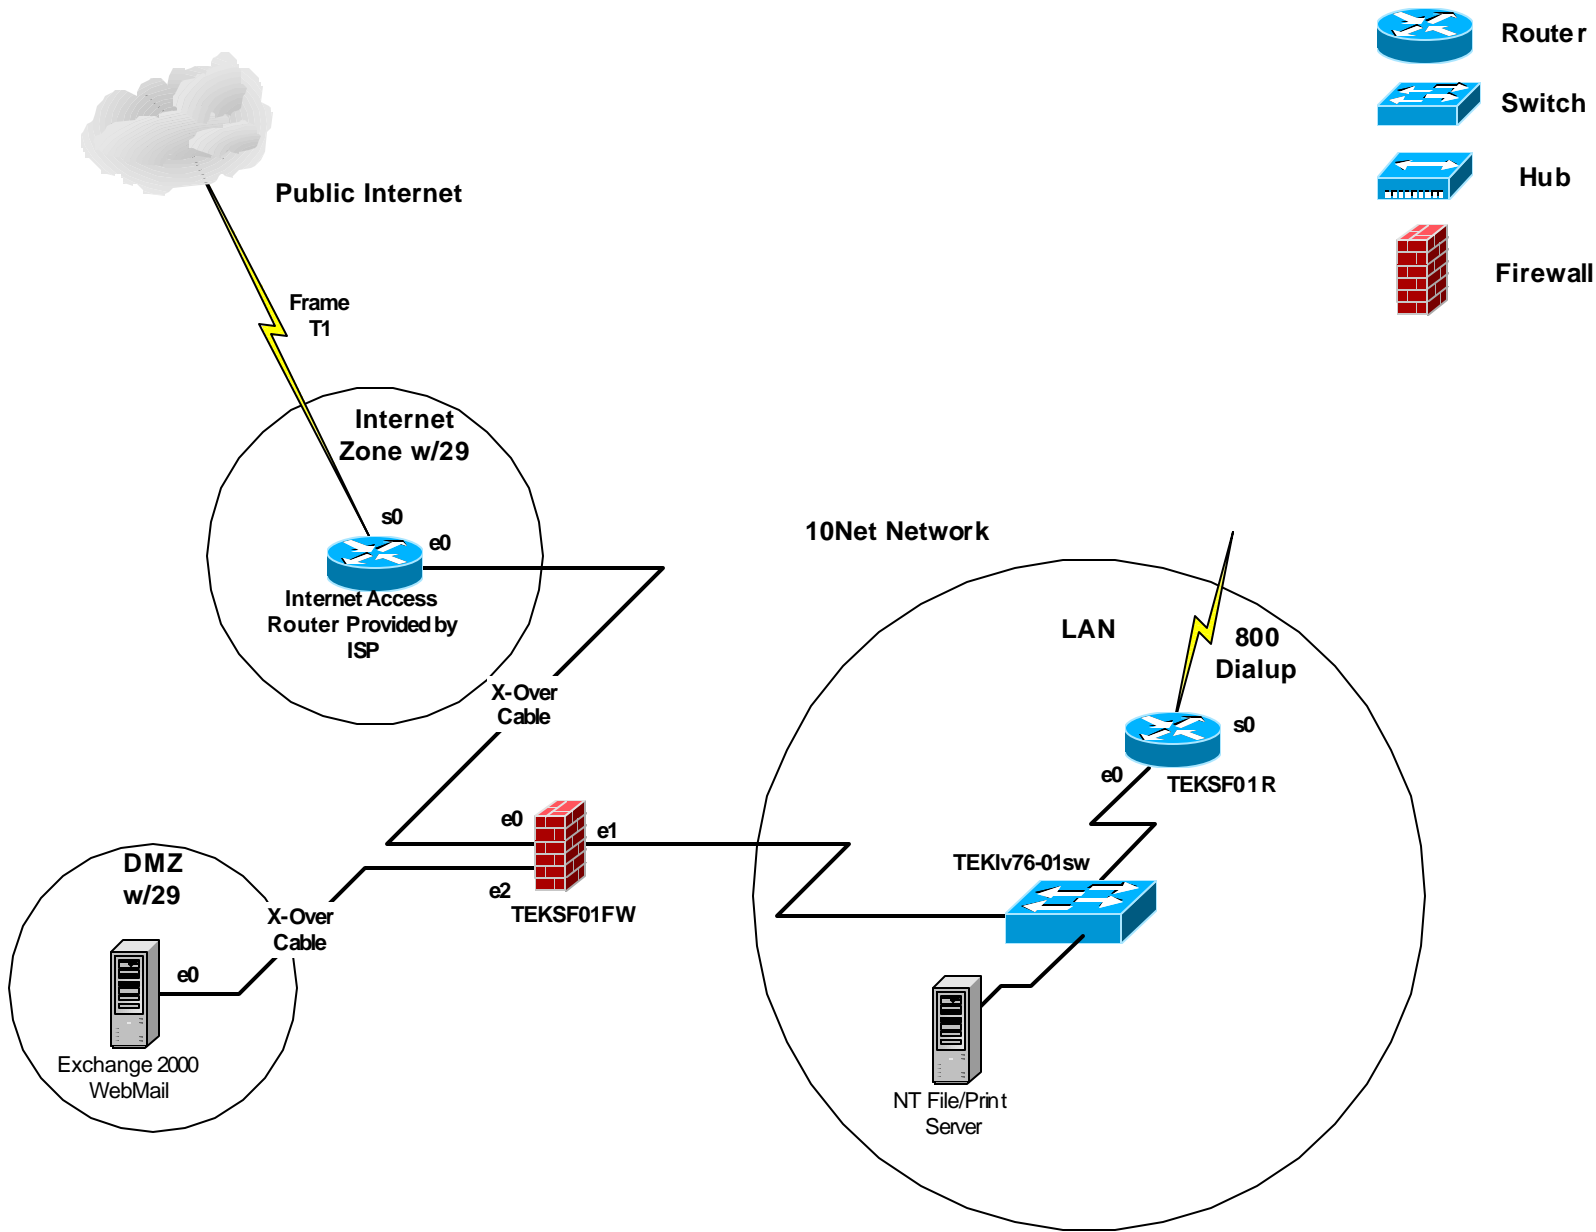 Router
Switch
Hub
Firewall
Public Internet
Frame
T1
Internet
Zone w/29
s0
e0
Internet Access
Router Provided by
ISP
X-Over
Cable
10Net Network
LAN
800
Dialup
s0
e0
TEKSF01R
e0
e1
e2
TEKSF01FW
TEKlv76-01sw
DMZ
w/29
X-Over
Cable
e0
Exchange 2000
WebMail
NT File/Print
Server